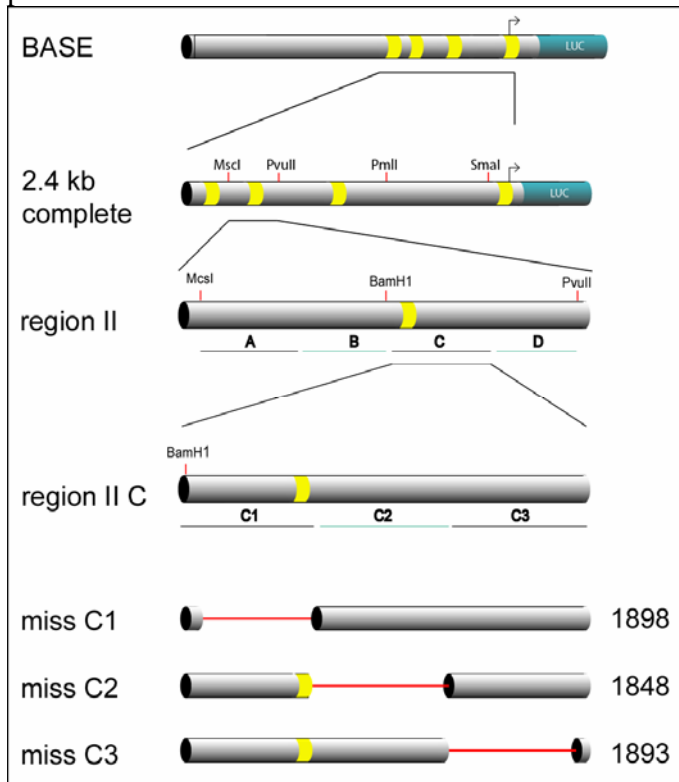 BASE LUC
MscI PvuII PmlI SmaI
2.4 kb
complete LUC
McsI BamH1 PvuII
region II
A B C D
BamH1
region II C
C1 C2 C3
miss C1 1898
miss C2 1848
miss C3 1893